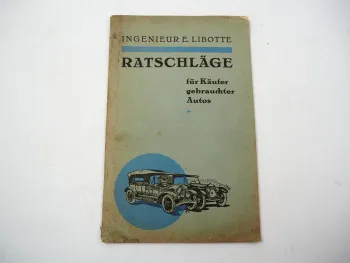 INGENIEUR E. LIBOTTE
RATSCHLÄGE
für Käufer
gebrauchter
Autos